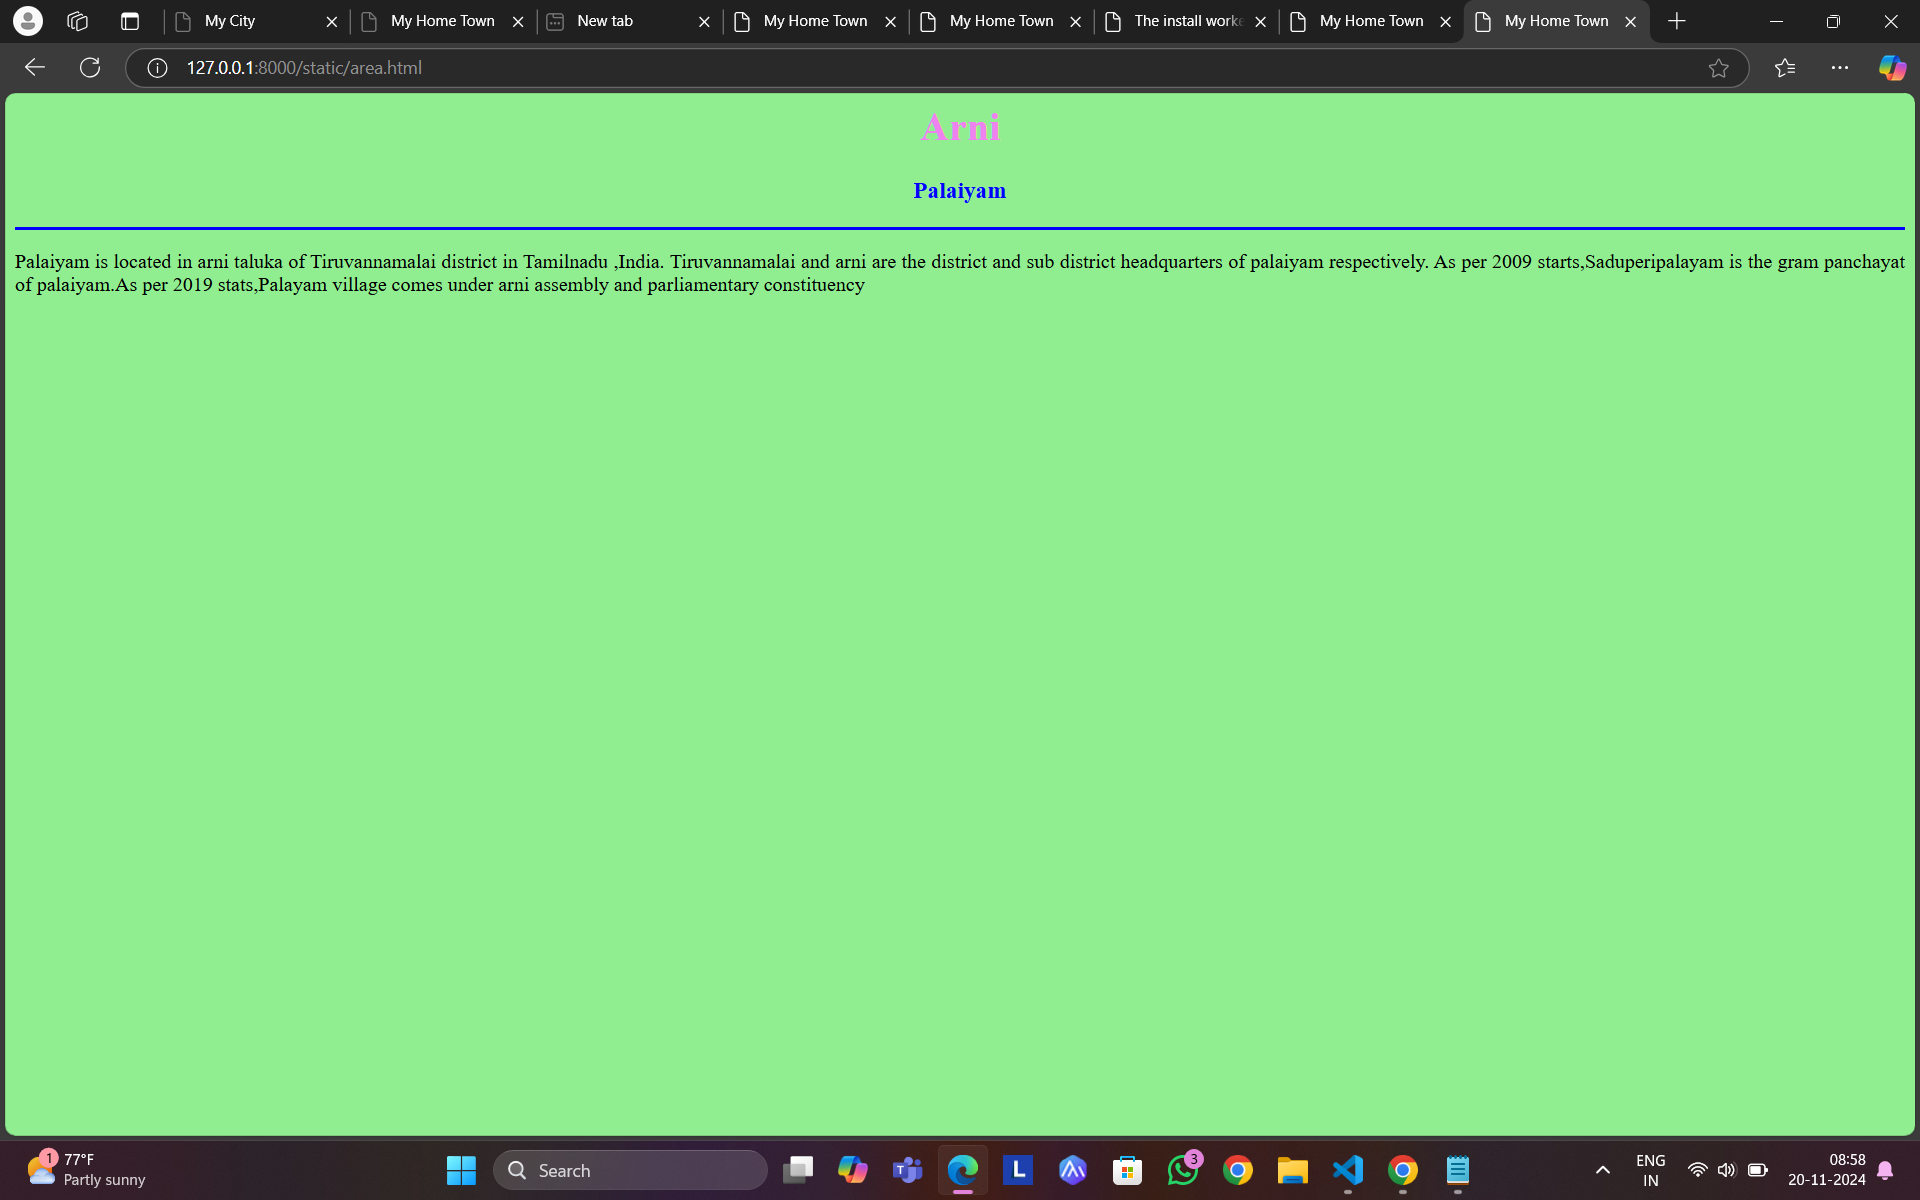 My City
My Home Town
New tab
My Home Town
My Home Town
The install worke
My Home Town
My Home Town
127.0.0.1:8000/static/area.html
Arni
Palaiyam
Palaiyam is located in arni taluka of Tiruvannamalai district in Tamilnadu ,India. Tiruvannamalai and arni are the district and sub district headquarters of palaiyam respectively. As per 2009 starts,Saduperipalayam is the gram panchayat
of palaiyam.As per 2019 stats,Palayam village comes under arni assembly and parliamentary constituency
1
77°F
Partly sunny
Search
T
L
3
ENG
IN
08:58
20-11-2024